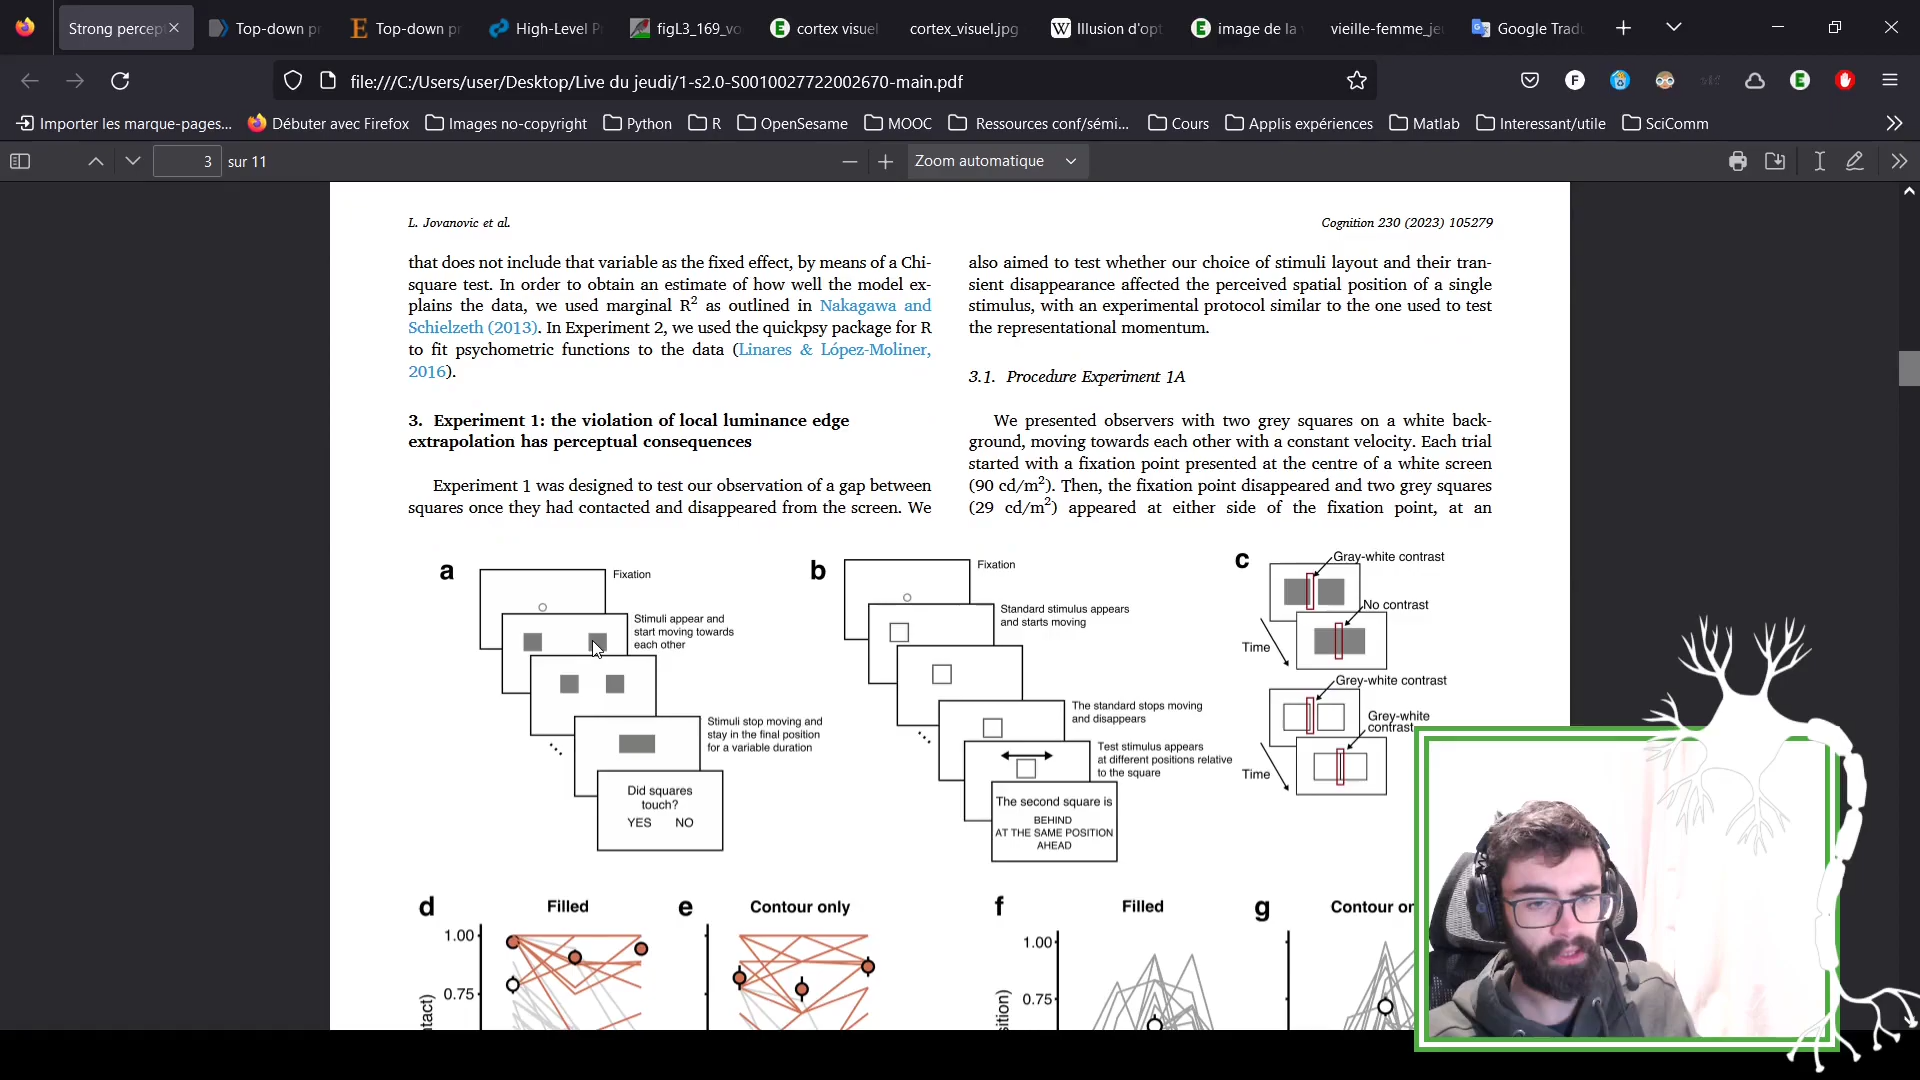 Strong percep
Top-down pr
Top-down pr
High-Level P
figL3_169_vo
cortex visuel
cortex_visuel.jpg
Illusion d'opt
image de la v
vieille-femme_je
Google Tradu
file:///C:/Users/user/Desktop/Live du jeudi/1-s2.0-S0010027722002670-main.pdf
Importer les marque-pages...
Débuter avec Firefox
Images no-copyright
Python
R
OpenSesame
MOOC
Ressources conf/sémi...
Cours
Applis expériences
Matlab
Interessant/utile
SciComm
3 sur 11
Zoom automatique
L. Jovanovic et al.
Cognition 230 (2023) 105279
that does not include that variable as the fixed effect, by means of a Chi-
square test. In order to obtain an estimate of how well the model ex-
plains the data, we used marginal R2 as outlined in Nakagawa and
Schielzeth (2013). In Experiment 2, we used the quickpsy package for R
to fit psychometric functions to the data (Linares & López-Moliner,
2016).
3. Experiment 1: the violation of local luminance edge
extrapolation has perceptual consequences
Experiment 1 was designed to test our observation of a gap between
squares once they had contacted and disappeared from the screen. We
also aimed to test whether our choice of stimuli layout and their tran-
sient disappearance affected the perceived spatial position of a single
stimulus, with an experimental protocol similar to the one used to test
the representational momentum.
3.1. Procedure Experiment 1A
We presented observers with two grey squares on a white back-
ground, moving towards each other with a constant velocity. Each trial
started with a fixation point presented at the centre of a white screen
(90 cd/m2). Then, the fixation point disappeared and two grey squares
(29 cd/m2) appeared at either side of the fixation point, at an
a
Fixation
Stimuli appear and
start moving towards
each other
Stimuli stop moving and
stay in the final position
for a variable duration
Did squares
touch?
YES NO
b
Fixation
Standard stimulus appears
and starts moving
The standard stops moving
and disappears
Test stimulus appears
at different positions relative
to the square
The second square is
BEHIND
AT THE SAME POSITION
AHEAD
c
Gray-white contrast
No contrast
Time
Grey-white contrast
Grey-white
contrast
Time
d
Filled
1.00
0.75
tact)
e
Contour only
f
Filled
1.00
0.75
sition)
g
Contour on